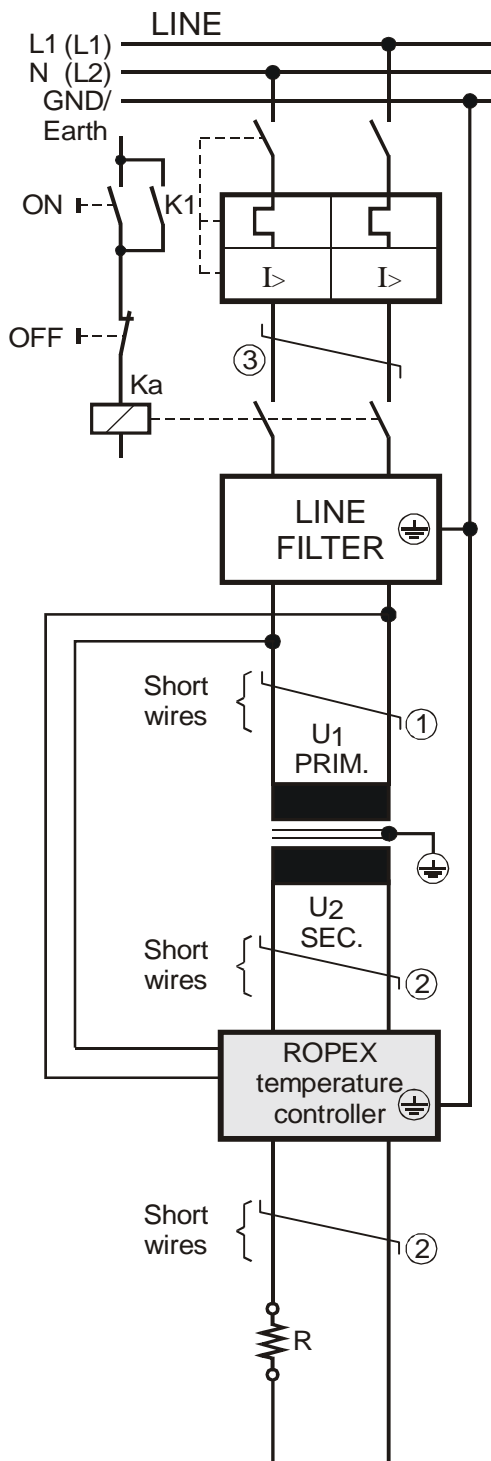 LINE
L1 (L1)
N (L2)
GND/
Earth
ON
K1
I>
I>
OFF
3
Ka
LINE
FILTER
Short
wires
1
U1
PRIM.
U2
SEC.
Short
wires
2
ROPEX
temperature
controller
Short
wires
2
R